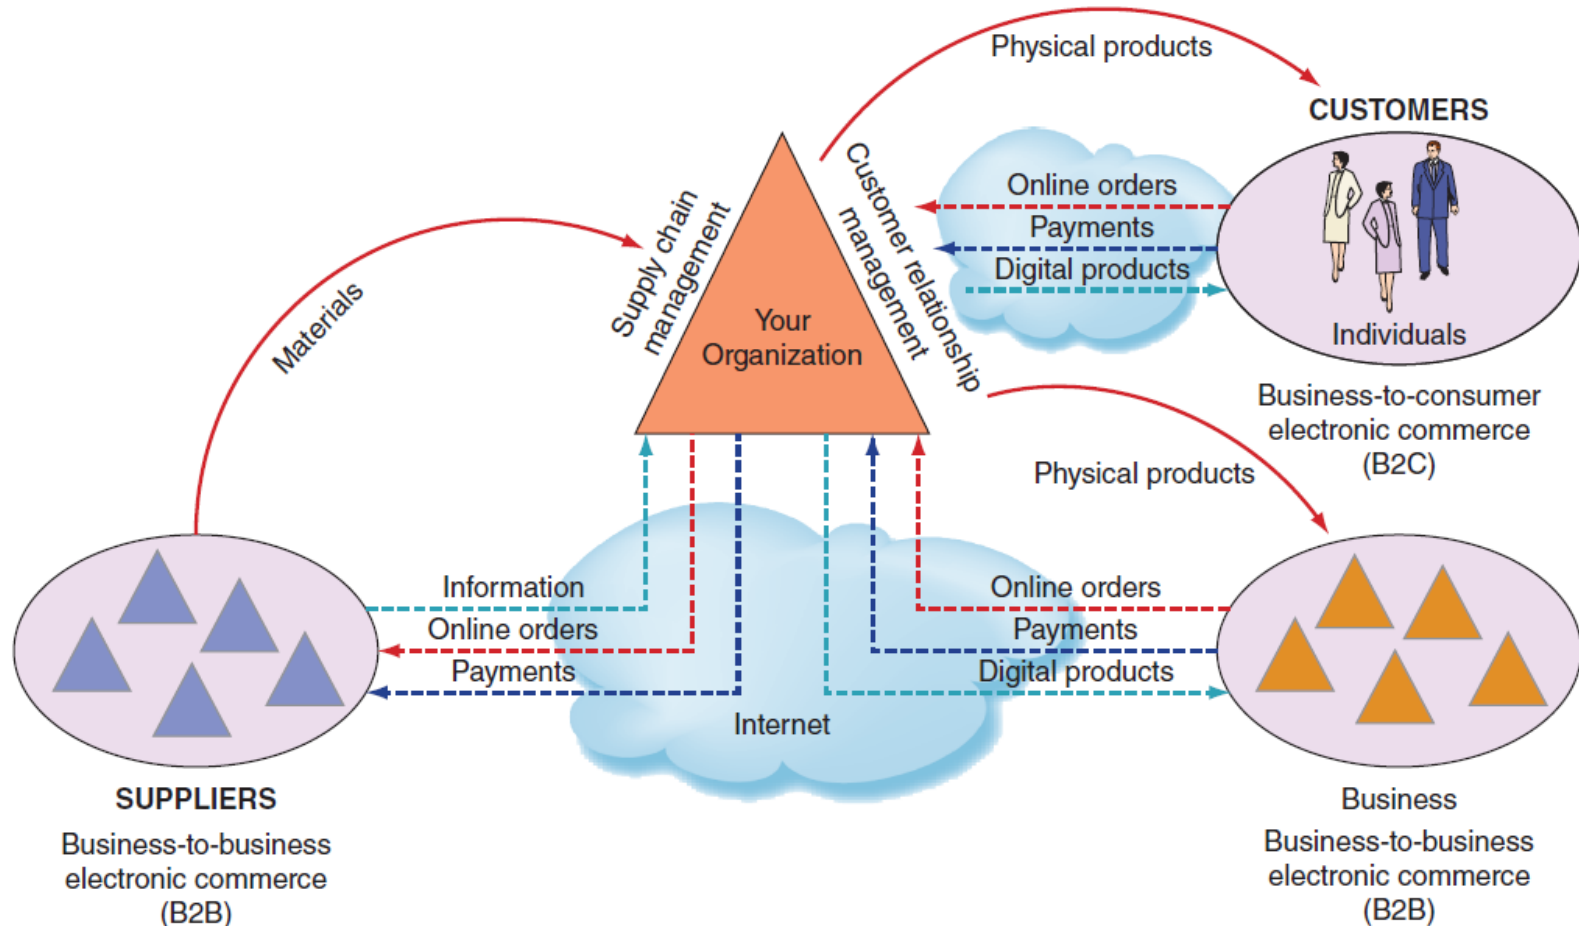 Physical products
CUSTOMERS
Online orders
Payments
Digital products
Individuals
Business-to-consumer
electronic commerce
(B2C)
Customer relationship
management
Supply chain
management
Your
Organization
Materials
Physical products
Information
Online orders
Payments
Online orders
Payments
Digital products
Internet
SUPPLIERS
Business-to-business
electronic commerce
(B2B)
Business
Business-to-business
electronic commerce
(B2B)